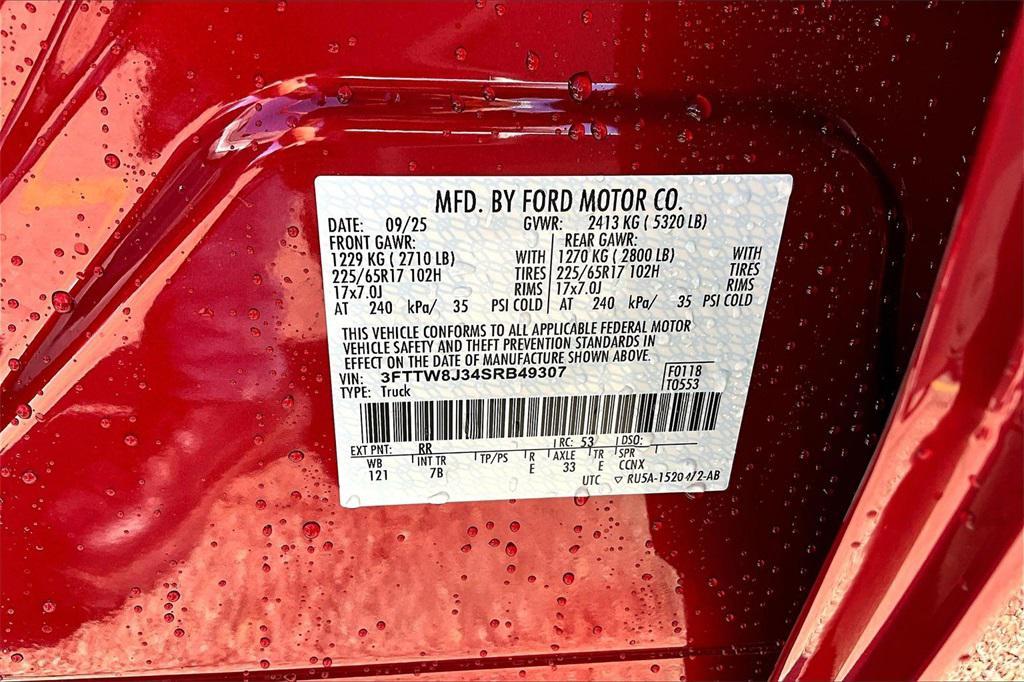 MFD. BY FORD MOTOR CO.
DATE: 09/25 GVWR: 2413 KG ( 5320 LB)
FRONT GAWR: REAR GAWR:
1229 KG ( 2710 LB) WITH 1270 KG ( 2800 LB) WITH
225/65R17 102H TIRES 225/65R17 102H TIRES
17x7.0J RIMS 17x7.0J RIMS
AT 240 kPa/ 35 PSI COLD AT 240 kPa/ 35 PSI COLD
THIS VEHICLE CONFORMS TO ALL APPLICABLE FEDERAL MOTOR
VEHICLE SAFETY AND THEFT PREVENTION STANDARDS IN
EFFECT ON THE DATE OF MANUFACTURE SHOWN ABOVE.
VIN: 3FTTW8J34SRB49307 F0118
TYPE: Truck T0553
EXT PNT: RR RC: 53 DSO:
WB INT TR TP/PS R AXLE TR SPR
121 7B E 33 E CCNX
UTC ▽